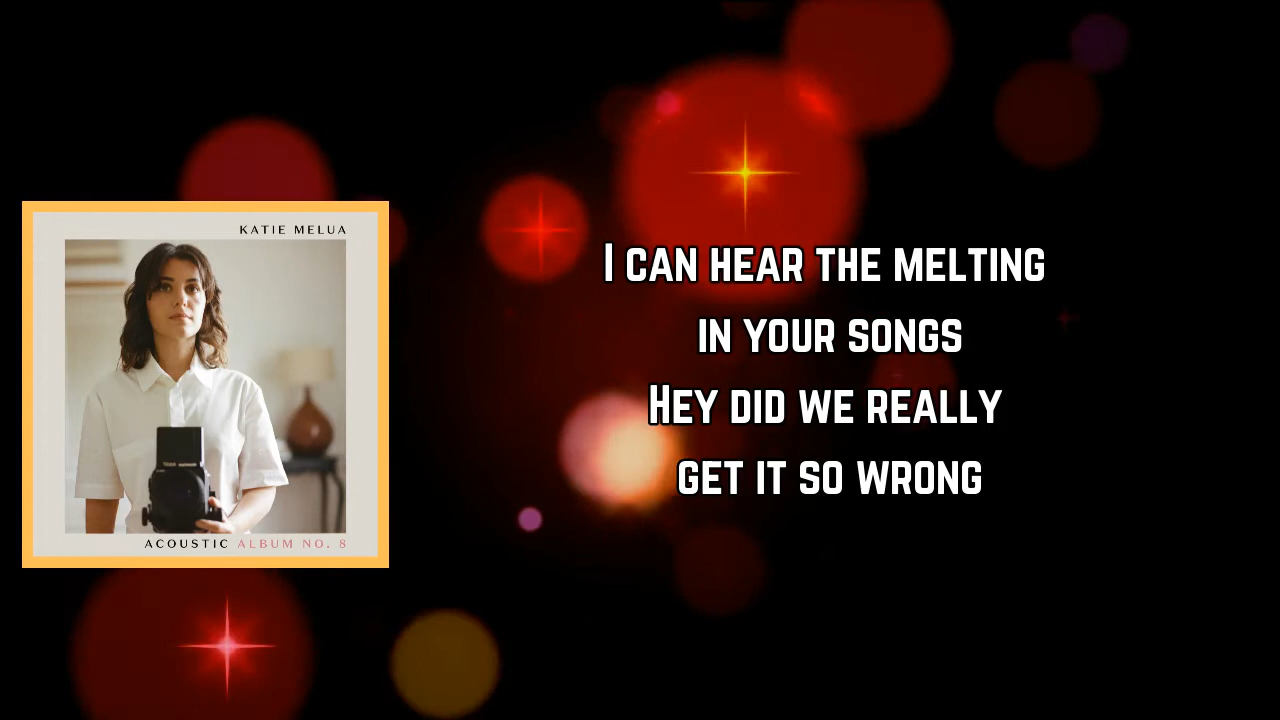 KATIE MELUA
ACOUSTIC ALBUM NO. 8
I CAN HEAR THE MELTING
IN YOUR SONGS
HEY DID WE REALLY
GET IT SO WRONG